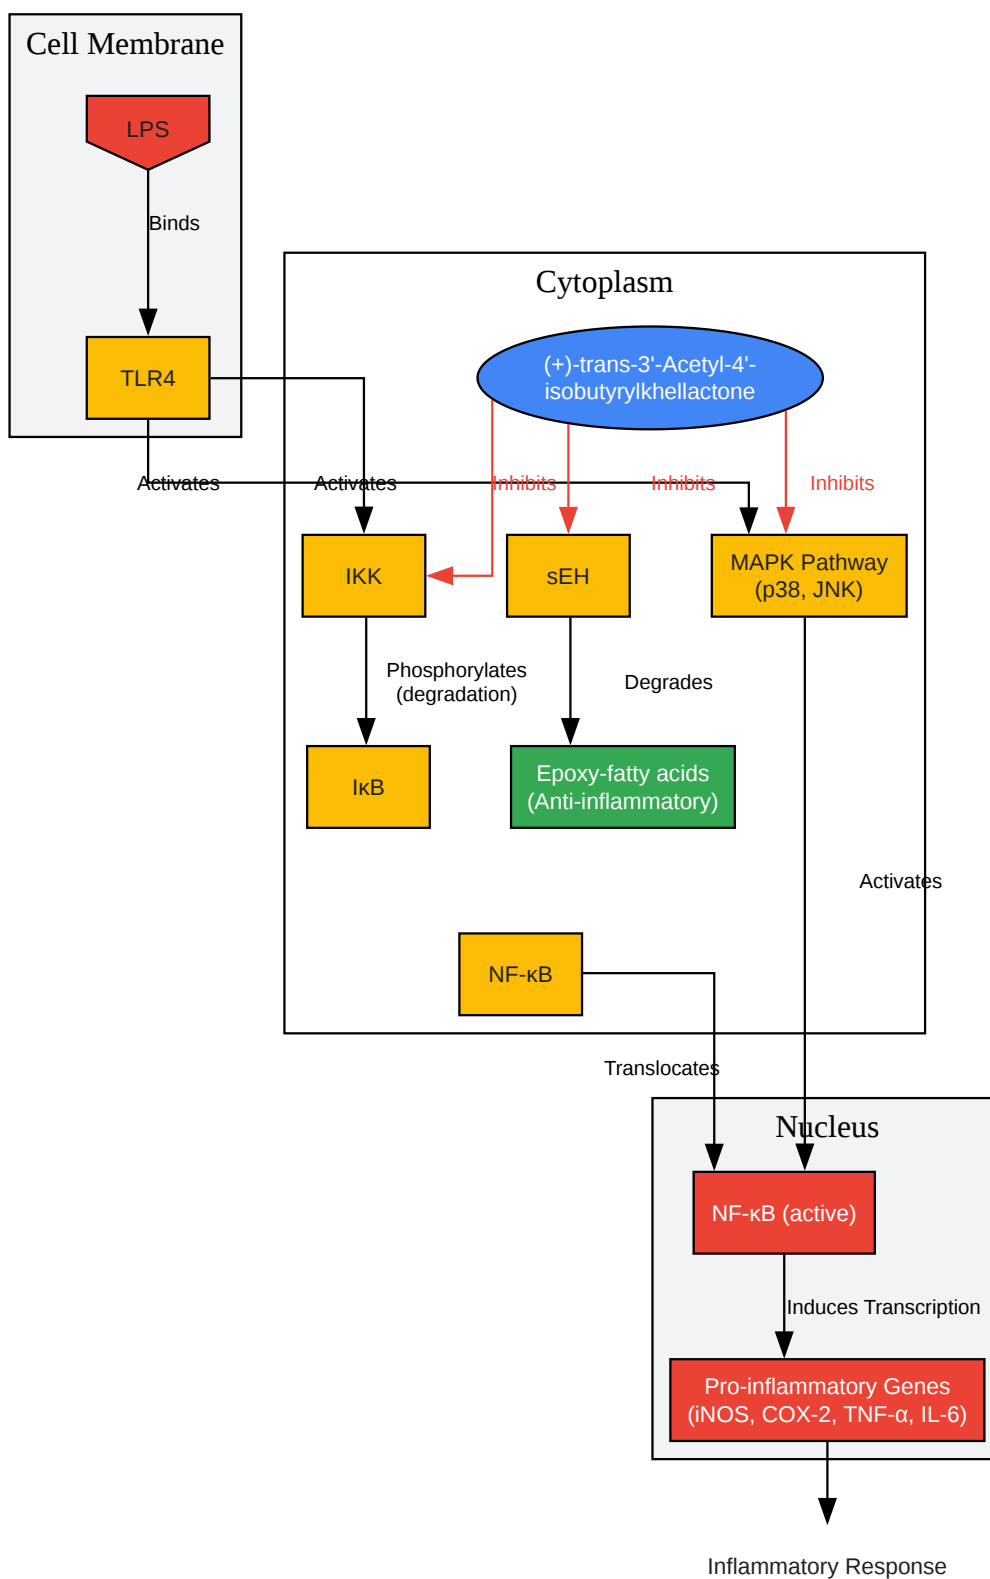 Cell Membrane
LPS
Binds
TLR4
Cytoplasm
(+)-trans-3'-Acetyl-4'-
isobutyrylkhellactone
Activates
Activates
Inhibits
Inhibits
Inhibits
IKK
sEH
MAPK Pathway
(p38, JNK)
Phosphorylates
(degradation)
Degrades
IκB
Epoxy-fatty acids
(Anti-inflammatory)
Activates
NF-κB
Translocates
Nucleus
NF-κB (active)
Induces Transcription
Pro-inflammatory Genes
(iNOS, COX-2, TNF-α, IL-6)
Inflammatory Response